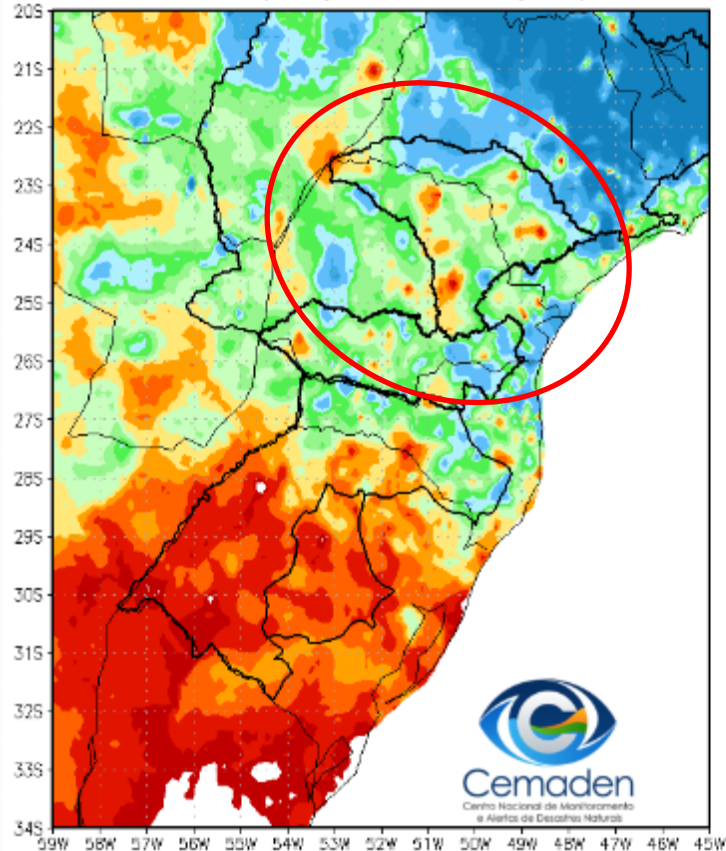 20S
21S
22S
23S
24S
25S
26S
27S
28S
29S
30S
31S
32S
33S
34S
59W 58W 57W 56W 55W 54W 53W 52W 51W 50W 49W 48W 47W 46W 45W
Cemaden
Centro Nacional de Monitoramento
e Alertas de Desastres Naturais